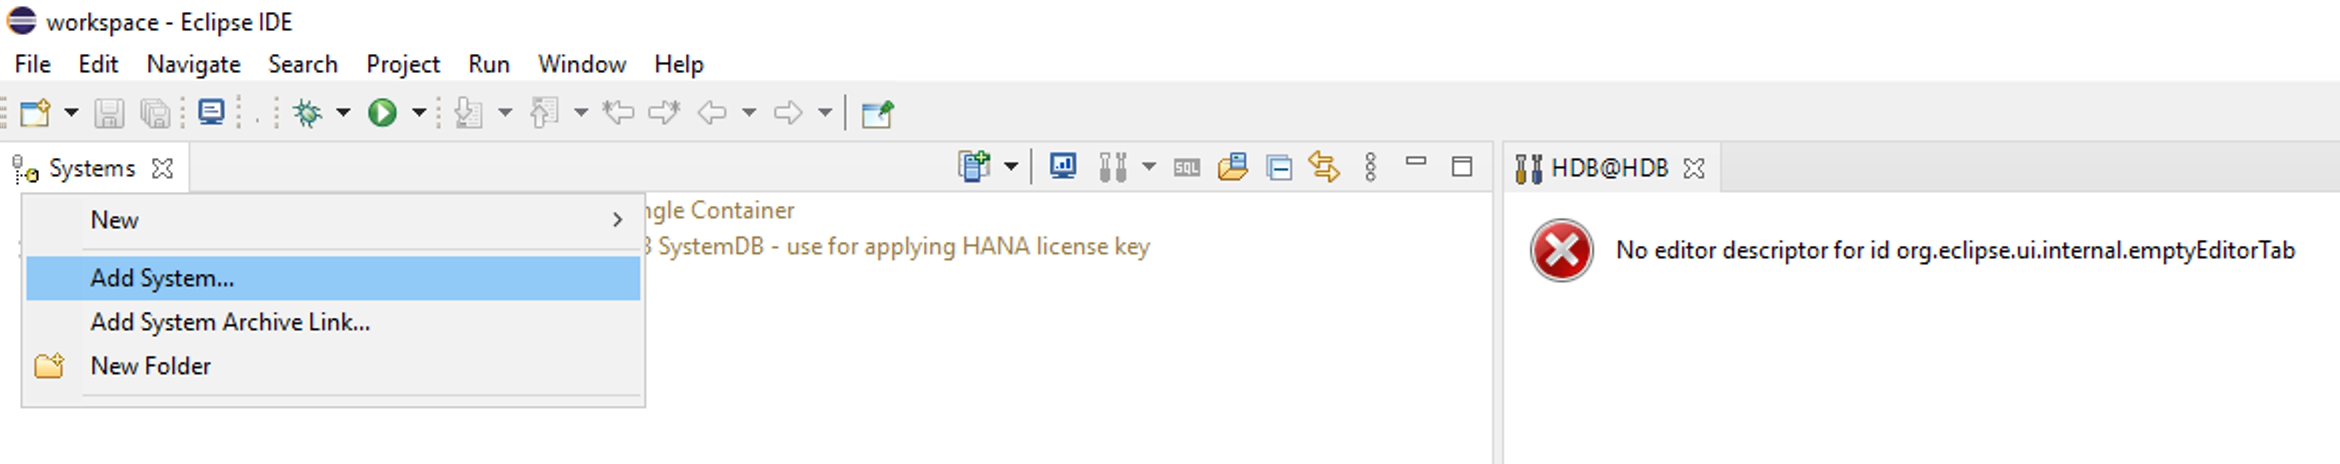 workspace - Eclipse IDE
File Edit Navigate Search Project Run Window Help
Systems
SQL
HDB@HDB
New
Add System...
Add System Archive Link...
New Folder
Container
SystemDB - use for applying HANA license key
No editor descriptor for id org.eclipse.ui.internal.emptyEditorTab